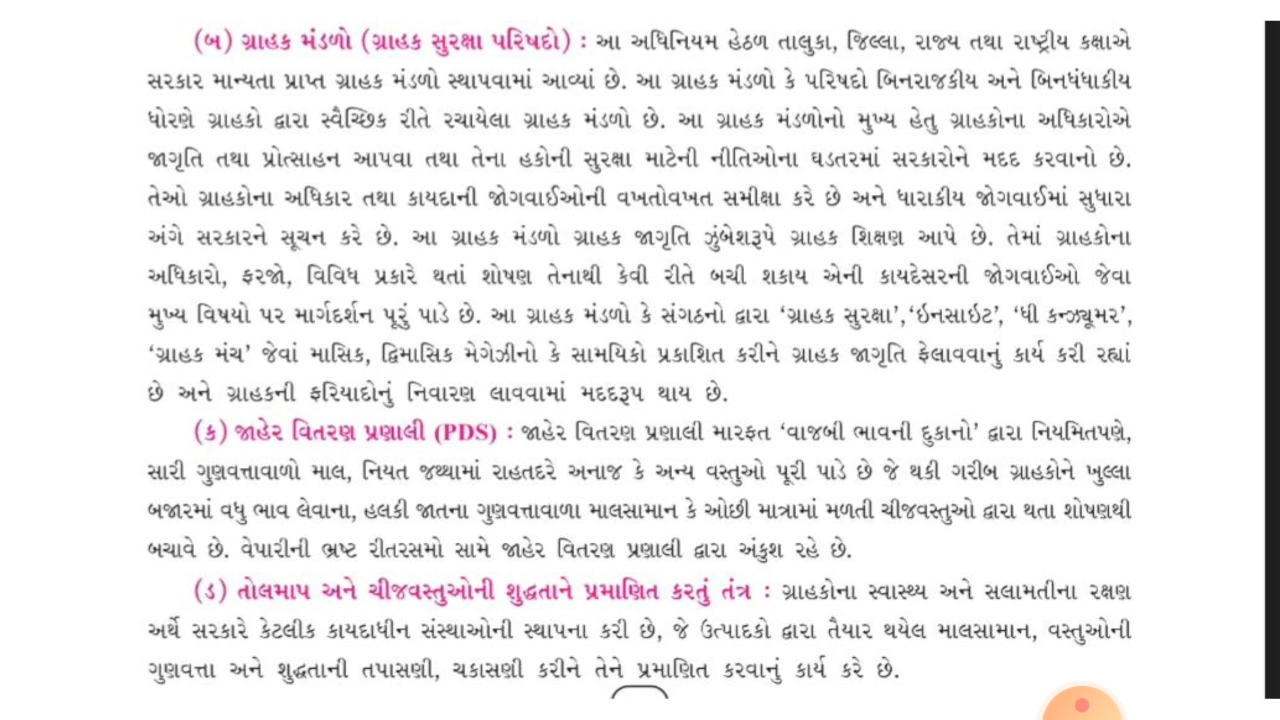 (બ) ગ્રાહક મંડળો (ગ્રાહક સુરક્ષા પરિષદો) : આ અધિનિયમ હેઠળ તાલુકા, જિલ્લા, રાજ્ય તથા રાષ્ટ્રીય કક્ષાએ
સરકાર માન્યતા પ્રાપ્ત ગ્રાહક મંડળો સ્થાપવામાં આવ્યાં છે. આ ગ્રાહક મંડળો કે પરિષદો બિનરાજકીય અને બિનધંધાકીય
ધોરણે ગ્રાહકો દ્વારા સ્વૈચ્છિક રીતે રચાયેલા ગ્રાહક મંડળો છે. આ ગ્રાહક મંડળોનો મુખ્ય હેતુ ગ્રાહકોના અધિકારોએ
જાગૃતિ તથા પ્રોત્સાહન આપવા તથા તેના હકોની સુરક્ષા માટેની નીતિઓના ઘડતરમાં સરકારોને મદદ કરવાનો છે.
તેઓ ગ્રાહકોના અધિકાર તથા કાયદાની જોગવાઈઓની વખતોવખત સમીક્ષા કરે છે અને ધારાકીય જોગવાઈમાં સુધારા
અંગે સરકારને સૂચન કરે છે. આ ગ્રાહક મંડળો ગ્રાહક જાગૃતિ ઝુંબેશરૂપે ગ્રાહક શિક્ષણ આપે છે. તેમાં ગ્રાહકોના
અધિકારો, ફરજો, વિવિધ પ્રકારે થતાં શોષણ તેનાથી કેવી રીતે બચી શકાય એની કાયદેસરની જોગવાઈઓ જેવા
મુખ્ય વિષયો પર માર્ગદર્શન પૂરું પાડે છે. આ ગ્રાહક મંડળો કે સંગઠનો દ્વારા ‘ગ્રાહક સુરક્ષા’,‘ઇનસાઇટ’, ‘ધી કન્ઝ્યૂમર’,
‘ગ્રાહક મંચ’ જેવાં માસિક, દ્વિમાસિક મેગેઝીનો કે સામયિકો પ્રકાશિત કરીને ગ્રાહક જાગૃતિ ફેલાવવાનું કાર્ય કરી રહ્યાં
છે અને ગ્રાહકની ફરિયાદોનું નિવારણ લાવવામાં મદદરૂપ થાય છે.
(ક) જાહેર વિતરણ પ્રણાલી (PDS) : જાહેર વિતરણ પ્રણાલી મારફત ‘વાજબી ભાવની દુકાનો’ દ્વારા નિયમિતપણે,
સારી ગુણવત્તાવાળો માલ, નિયત જથ્થામાં રાહતદરે અનાજ કે અન્ય વસ્તુઓ પૂરી પાડે છે જે થકી ગરીબ ગ્રાહકોને ખુલ્લા
બજારમાં વધુ ભાવ લેવાના, હલકી જાતના ગુણવત્તાવાળા માલસામાન કે ઓછી માત્રામાં મળતી ચીજવસ્તુઓ દ્વારા થતા શોષણથી
બચાવે છે. વેપારીની ભ્રષ્ટ રીતરસમો સામે જાહેર વિતરણ પ્રણાલી દ્વારા અંકુશ રહે છે.
(ડ) તોલમાપ અને ચીજવસ્તુઓની શુદ્ધતાને પ્રમાણિત કરતું તંત્ર : ગ્રાહકોના સ્વાસ્થ્ય અને સલામતીના રક્ષણ
અર્થે સરકારે કેટલીક કાયદાધીન સંસ્થાઓની સ્થાપના કરી છે, જે ઉત્પાદકો દ્વારા તૈયાર થયેલ માલસામાન, વસ્તુઓની
ગુણવત્તા અને શુદ્ધતાની તપાસણી, ચકાસણી કરીને તેને પ્રમાણિત કરવાનું કાર્ય કરે છે.